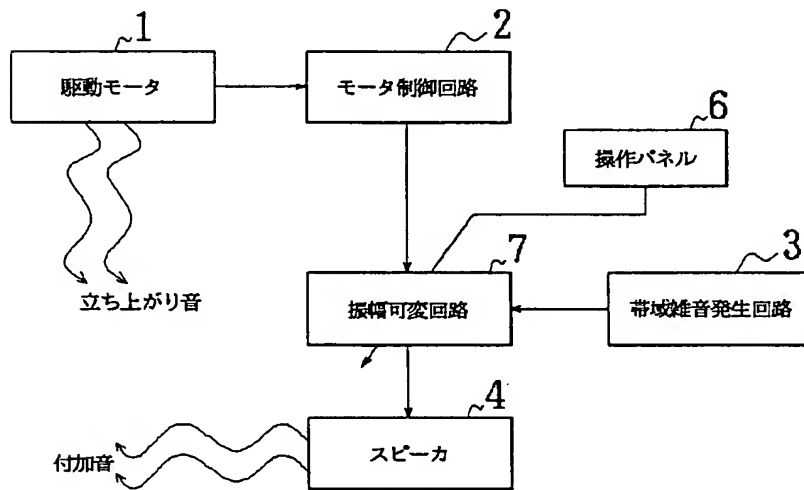 1
駆動モータ
2
モータ制御回路
6
操作パネル
立ち上がり音
7
振幅可変回路
3
帯域雑音発生回路
4
スピーカ
付加音